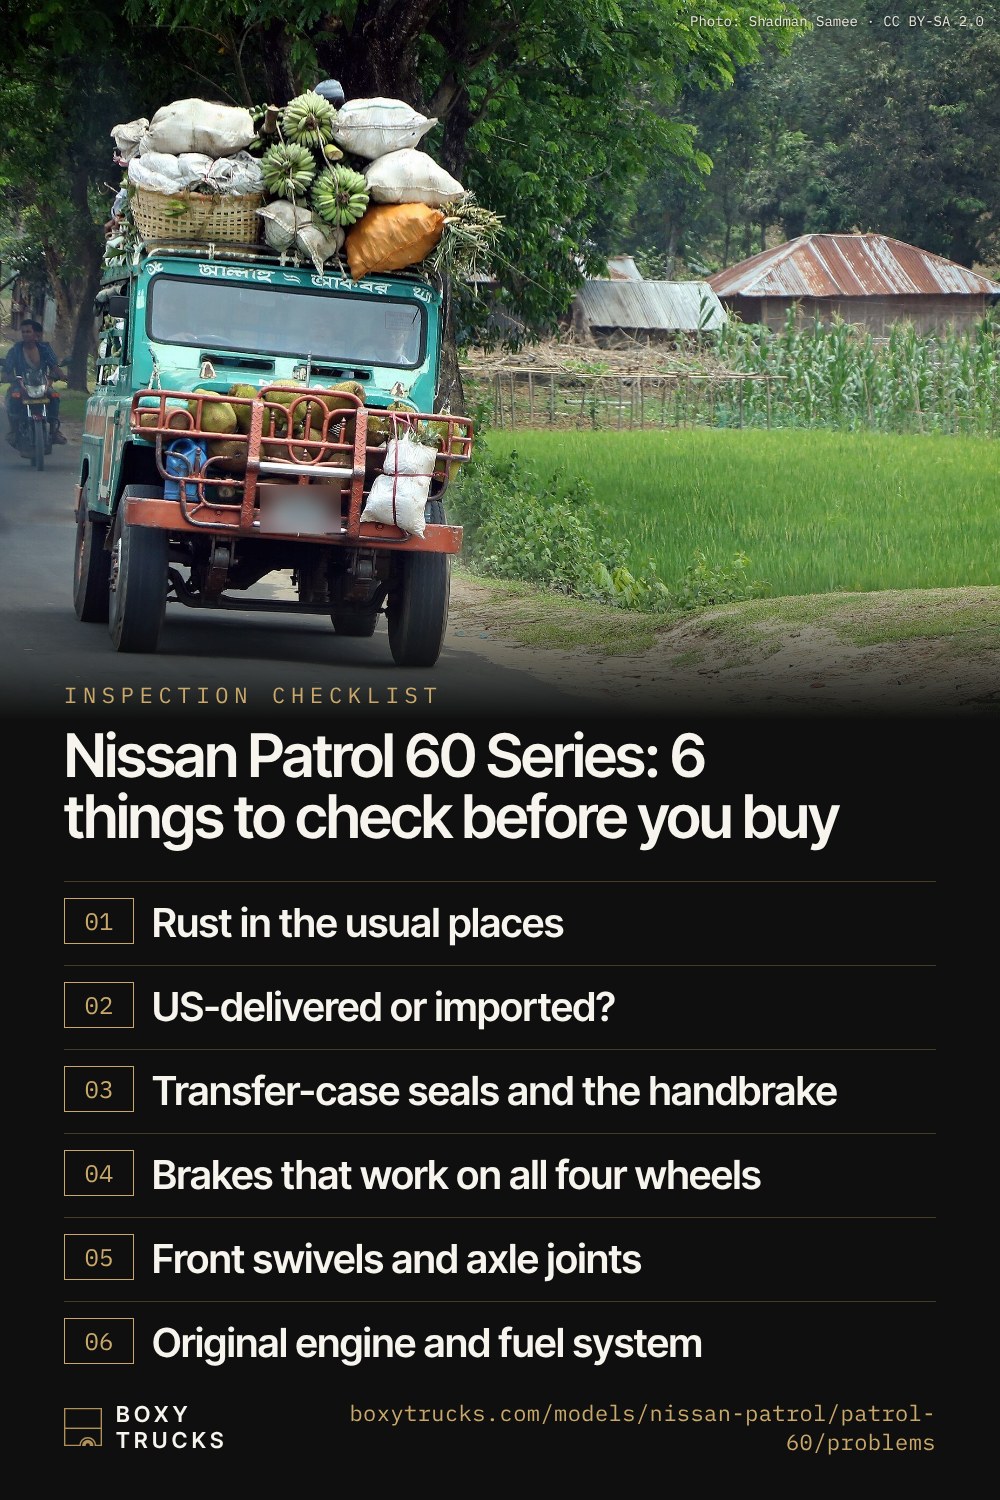 Photo: Shadman Samee · CC BY-SA 2.0
আল্লাহু আকবর
INSPECTION CHECKLIST
Nissan Patrol 60 Series: 6
things to check before you buy
01 Rust in the usual places
02 US-delivered or imported?
03 Transfer-case seals and the handbrake
04 Brakes that work on all four wheels
05 Front swivels and axle joints
06 Original engine and fuel system
BOXY
TRUCKS
boxytrucks.com/models/nissan-patrol/patrol-
60/problems